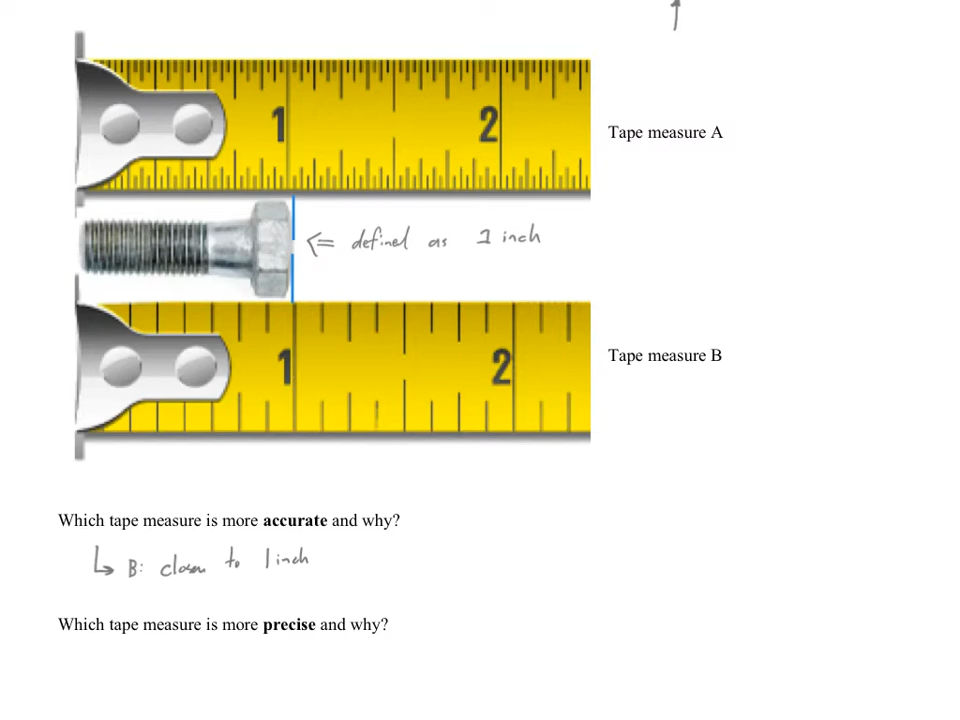 1 2
Tape measure A
<= defined as 1 inch
1 2
Tape measure B
Which tape measure is more accurate and why?
↳ B: closer to 1 inch
Which tape measure is more precise and why?